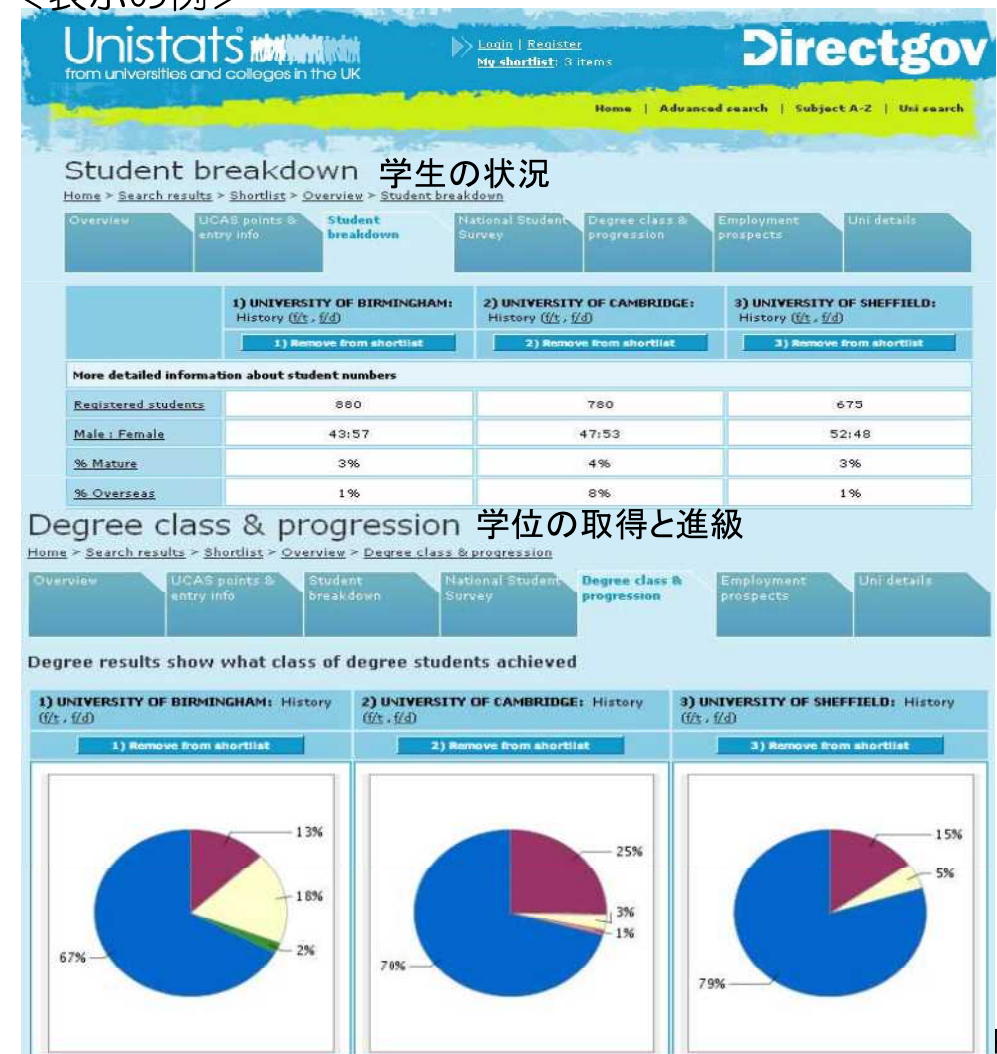 <表示の例>
Unistats
from universities and colleges in the UK
Login | Register
My shortlist: 3 items
Directgov
Home | Advanced search | Subject A-Z | Uni search
Student breakdown 学生の状況
Home > Search results > Shortlist > Overview > Student breakdown
Overview
UCAS points & entry info
Student breakdown
National Student Survey
Degree class & progression
Employment prospects
Uni details
1) UNIVERSITY OF BIRMINGHAM: History (f/t , f/d)
2) UNIVERSITY OF CAMBRIDGE: History (f/t , f/d)
3) UNIVERSITY OF SHEFFIELD: History (f/t , f/d)
1) Remove from shortlist
2) Remove from shortlist
3) Remove from shortlist
More detailed information about student numbers
Registered students 880 780 675
Male : Female 43:57 47:53 52:48
% Mature 3% 4% 3%
% Overseas 1% 8% 1%
Degree class & progression 学位の取得と進級
Home > Search results > Shortlist > Overview > Degree class & progression
Overview
UCAS points & entry info
Student breakdown
National Student Survey
Degree class & progression
Employment prospects
Uni details
Degree results show what class of degree students achieved
1) UNIVERSITY OF BIRMINGHAM: History (f/t , f/d)
2) UNIVERSITY OF CAMBRIDGE: History (f/t , f/d)
3) UNIVERSITY OF SHEFFIELD: History (f/t , f/d)
1) Remove from shortlist
2) Remove from shortlist
3) Remove from shortlist
13%
18%
2%
67%
25%
3%
1%
70%
15%
5%
79%